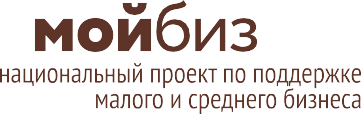 мойбиз
национальный проект по поддержке
малого и среднего бизнеса